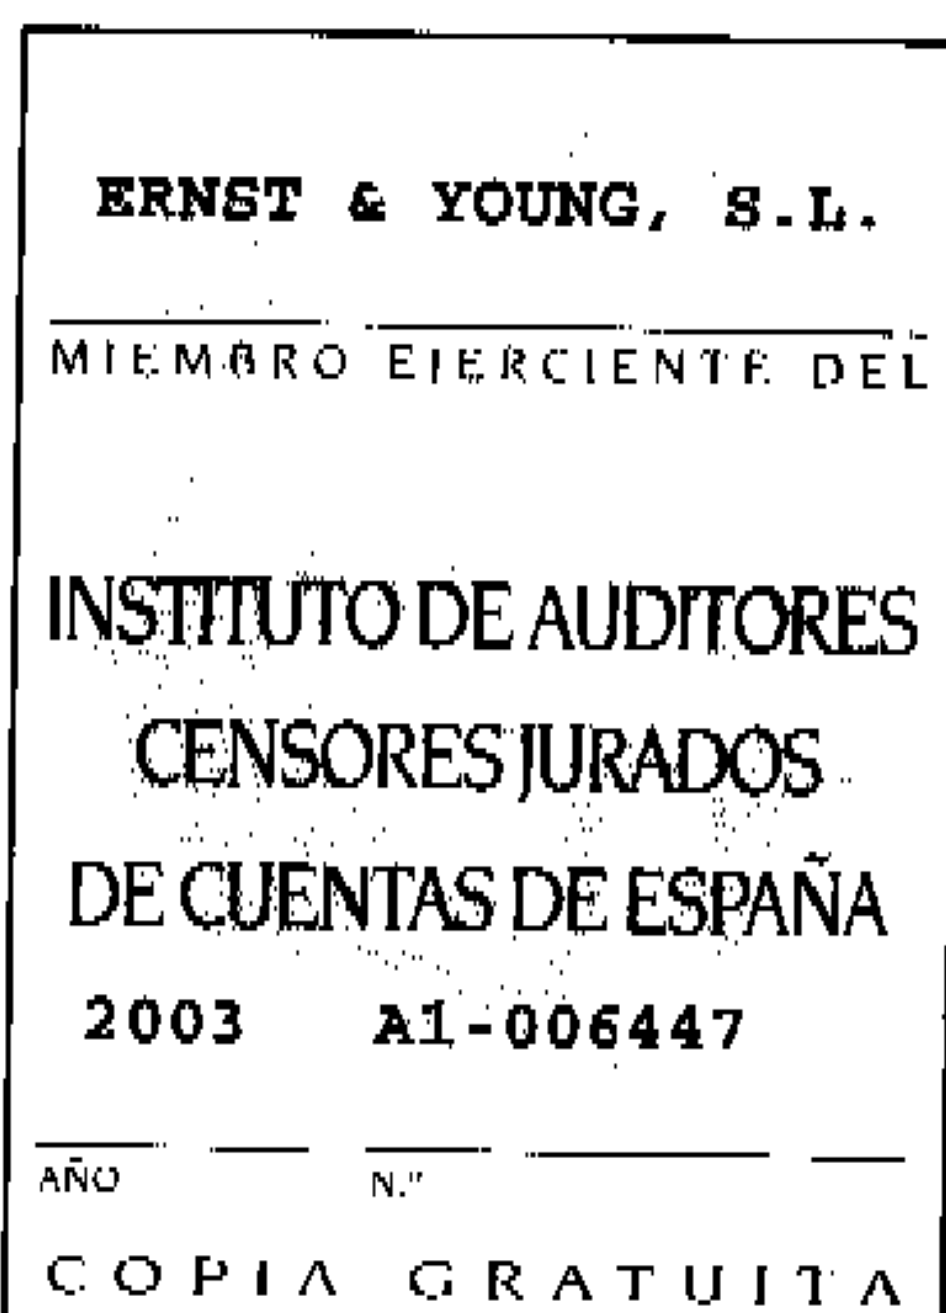 ERNST & YOUNG, S.L.
MIEMBRO EJERCIENTE DEL
INSTITUTO DE AUDITORES
CENSORES JURADOS
DE CUENTAS DE ESPAÑA
2003 A1-006447
AÑO N.º
COPIA GRATUITA